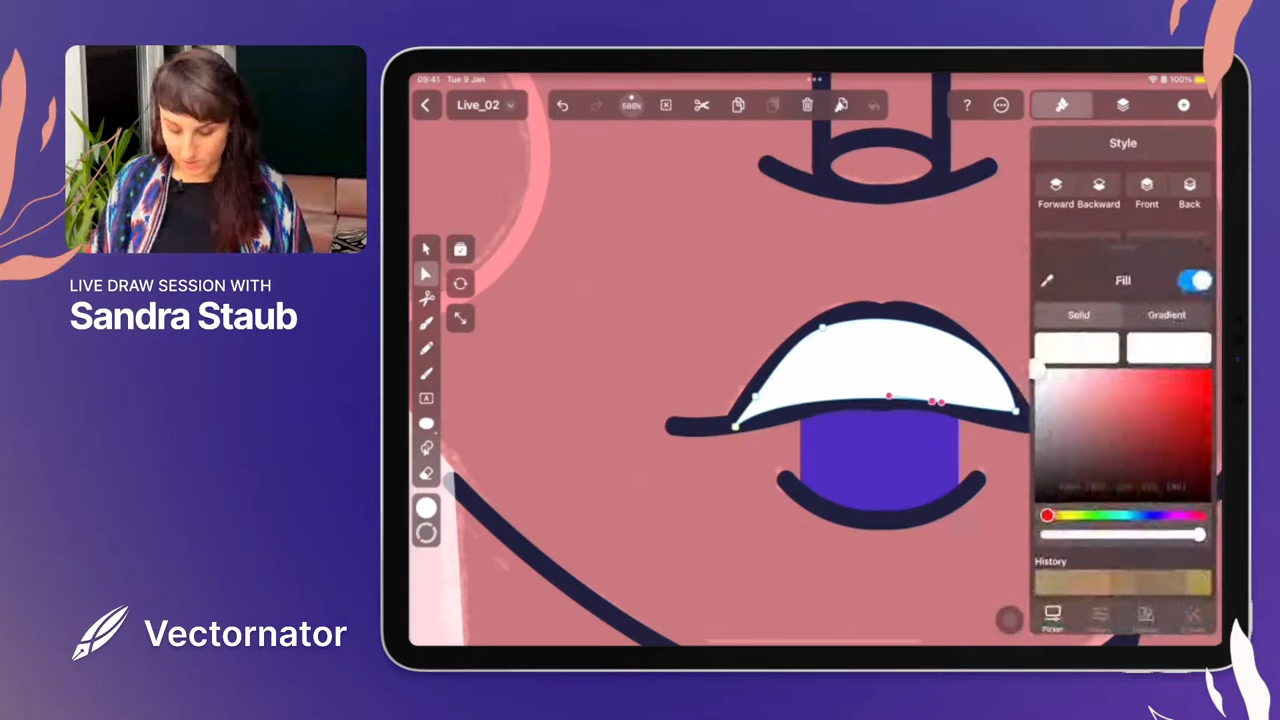 LIVE DRAW SESSION WITH
Sandra Staub
Vectornator
09:41 Tue 9 Jan
100%
Live_02
508%
?
Style
Forward Backward Front Back
Fill
Solid Gradient
A
History
Picker